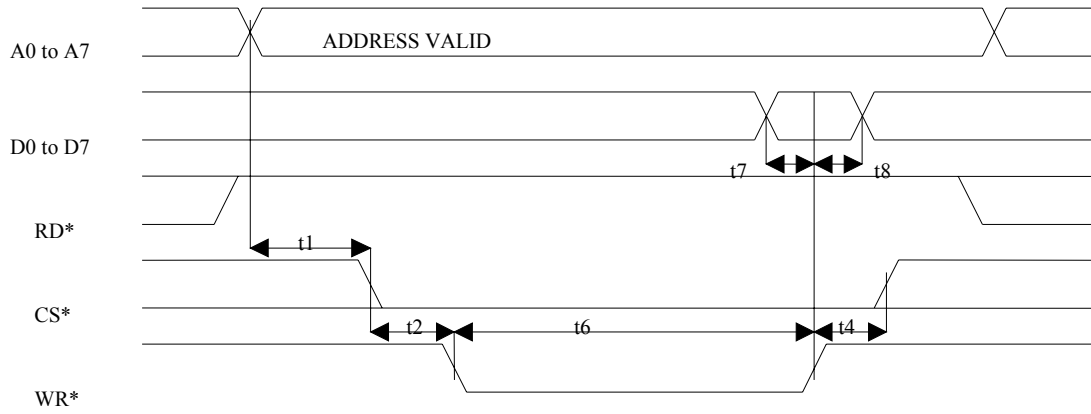 A0 to A7
ADDRESS VALID
D0 to D7
t7
t8
RD*
t1
CS*
t2
t6
t4
WR*